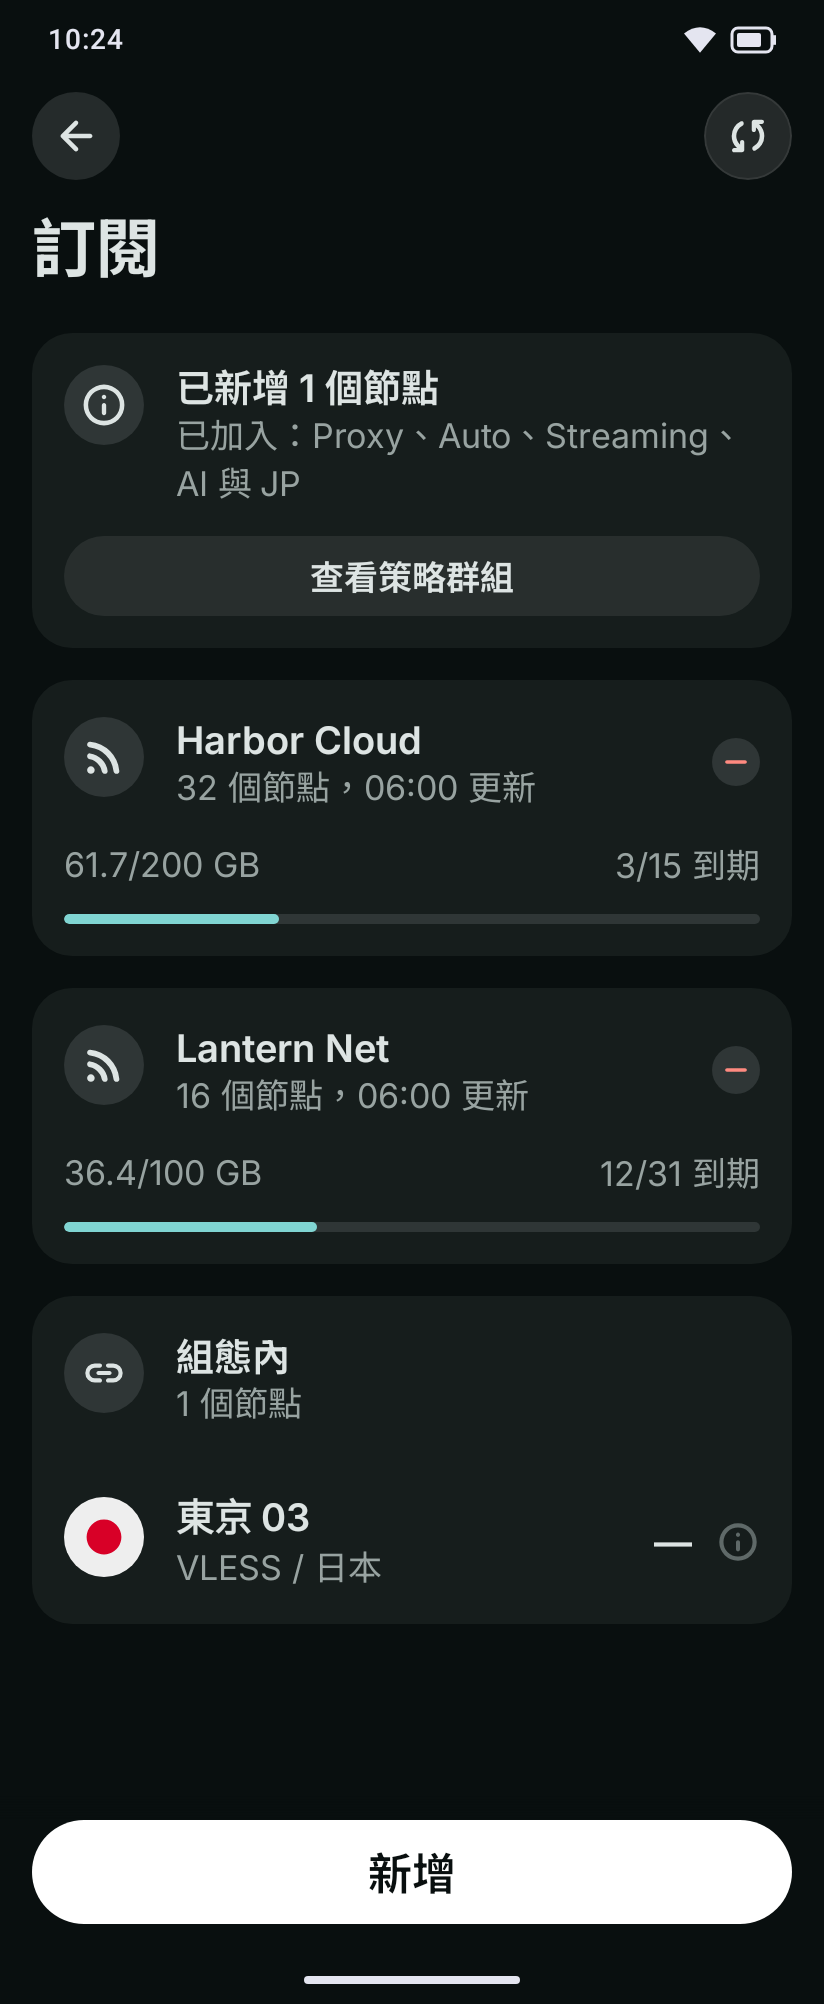 10:24
訂閱
已新增 1 個節點
已加入：Proxy、Auto、Streaming、
AI 與 JP
查看策略群組
Harbor Cloud
32 個節點，06:00 更新
61.7/200 GB
3/15 到期
Lantern Net
16 個節點，06:00 更新
36.4/100 GB
12/31 到期
組態內
1 個節點
東京 03
VLESS / 日本
—
新增